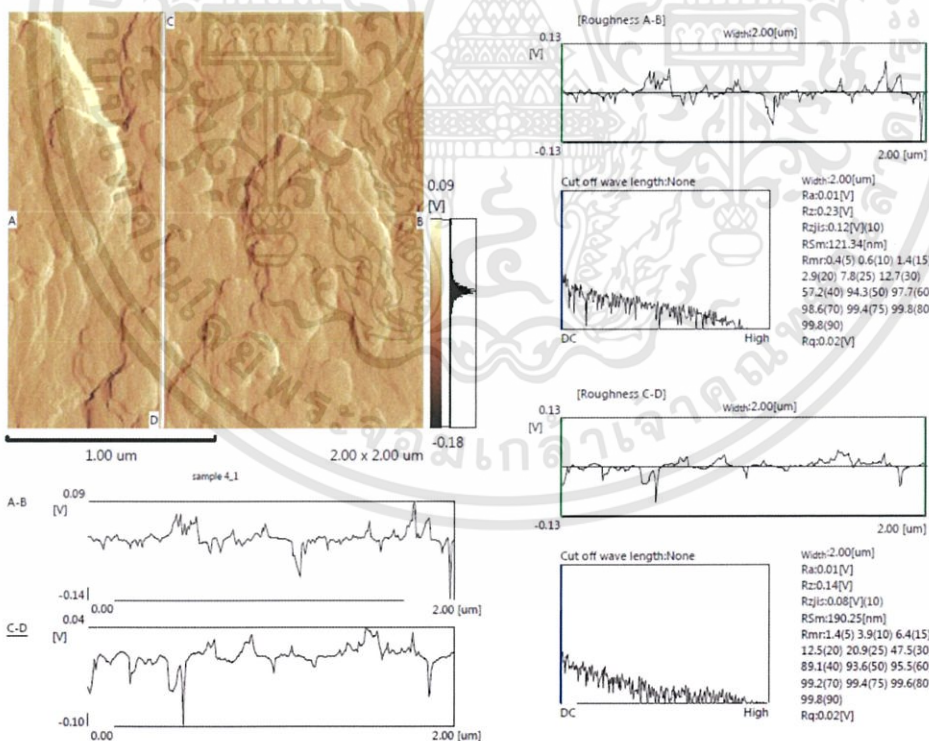 C
A
B
D
0.09
[V]
-0.18
1.00 um
2.00 x 2.00 um
sample 4_1
A-B
0.09
[V]
-0.14
0.00
2.00 [um]
C-D
0.04
[V]
-0.10
0.00
2.00 [um]
[Roughness A-B]
Width:2.00[um]
0.13
[V]
-0.13
2.00 [um]
Cut off wave length:None
DC
High
Width:2.00[um]
Ra:0.01[V]
Rz:0.23[V]
Rzjis:0.12[V](10)
RSm:121.34[nm]
Rmr:0.4(5) 0.6(10) 1.4(15)
2.9(20) 7.8(25) 12.7(30)
57.2(40) 94.3(50) 97.7(60
98.6(70) 99.4(75) 99.8(80
99.8(90)
Rq:0.02[V]
[Roughness C-D]
Width:2.00[um]
0.13
[V]
-0.13
2.00 [um]
Cut off wave length:None
DC
High
Width:2.00[um]
Ra:0.01[V]
Rz:0.14[V]
Rzjis:0.08[V](10)
RSm:190.25[nm]
Rmr:1.4(5) 3.9(10) 6.4(15)
12.5(20) 20.9(25) 47.5(30
89.1(40) 93.6(50) 95.5(60
99.2(70) 99.4(75) 99.6(80
99.8(90)
Rq:0.02[V]